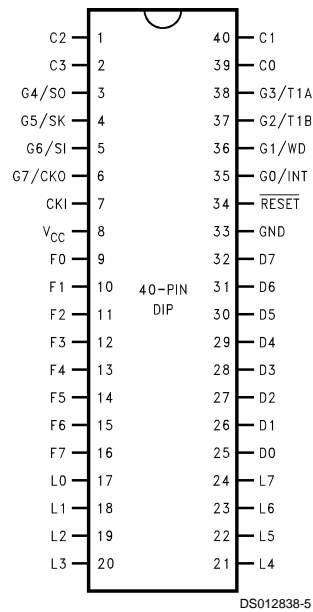 C2 1 40 C1
C3 2 39 C0
G4/SO 3 38 G3/T1A
G5/SK 4 37 G2/T1B
G6/SI 5 36 G1/WD
G7/CKO 6 35 G0/INT
CKI 7 34 RESET
VCC 8 33 GND
F0 9 32 D7
F1 10 40-PIN 31 D6
F2 11 DIP 30 D5
F3 12 29 D4
F4 13 28 D3
F5 14 27 D2
F6 15 26 D1
F7 16 25 D0
L0 17 24 L7
L1 18 23 L6
L2 19 22 L5
L3 20 21 L4
DS012838-5